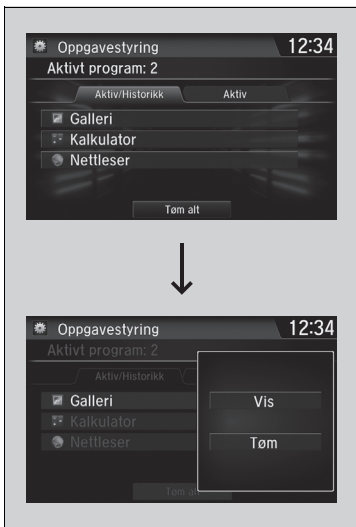 Oppgavestyring 12:34
Aktivt program: 2
Aktiv/Historikk Aktiv
Galleri
Kalkulator
Nettleser
Tøm alt
Oppgavestyring 12:34
Aktivt program: 2
Aktiv/Historikk
Galleri
Vis
Kalkulator
Nettleser
Tøm
Tøm alt